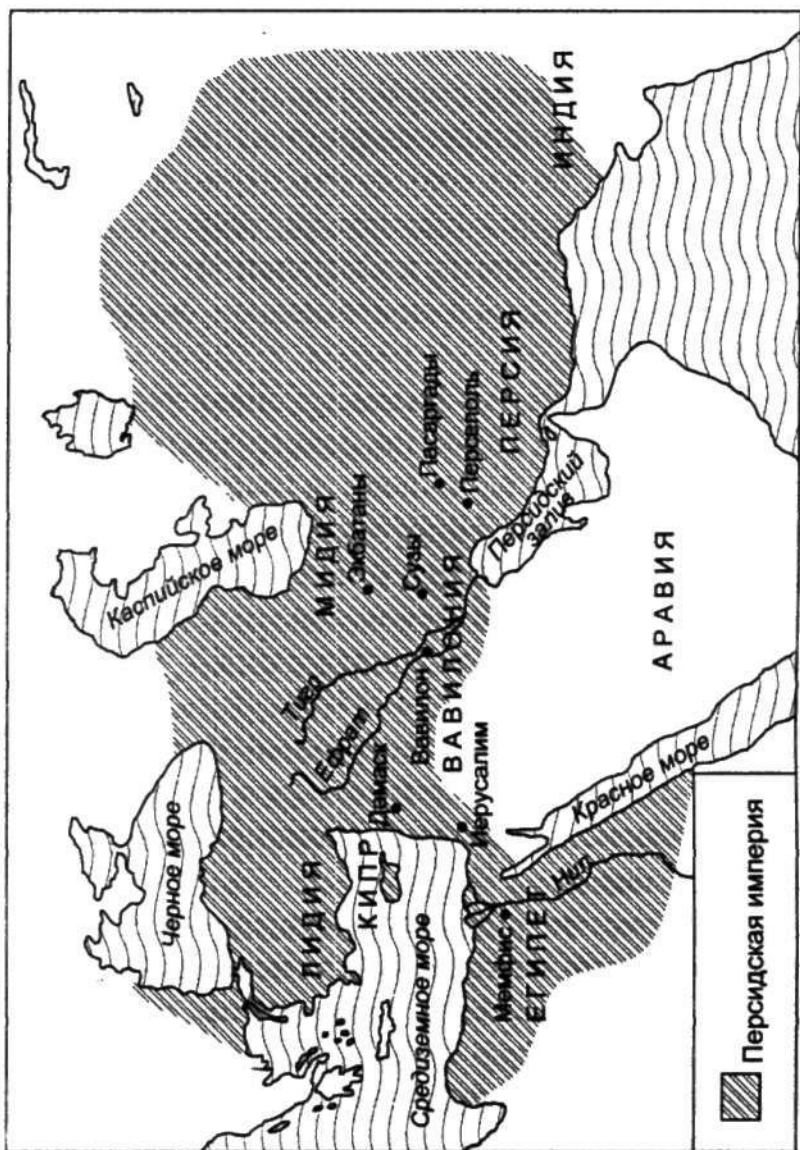 Черное море
Каспийское море
ЛИДИЯ
МИДИЯ
КИПР
Тигр
Ефрат
Экбатаны
Дамаск
Сузы
Пасаргады
Средиземное море
Вавилон
ВАВИЛОНИЯ
Персеполь
Иерусалим
ПЕРСИЯ
ИНДИЯ
Персидский
залив
Мемфис
ЕГИПЕТ
Нил
Красное море
АРАВИЯ
Персидская империя